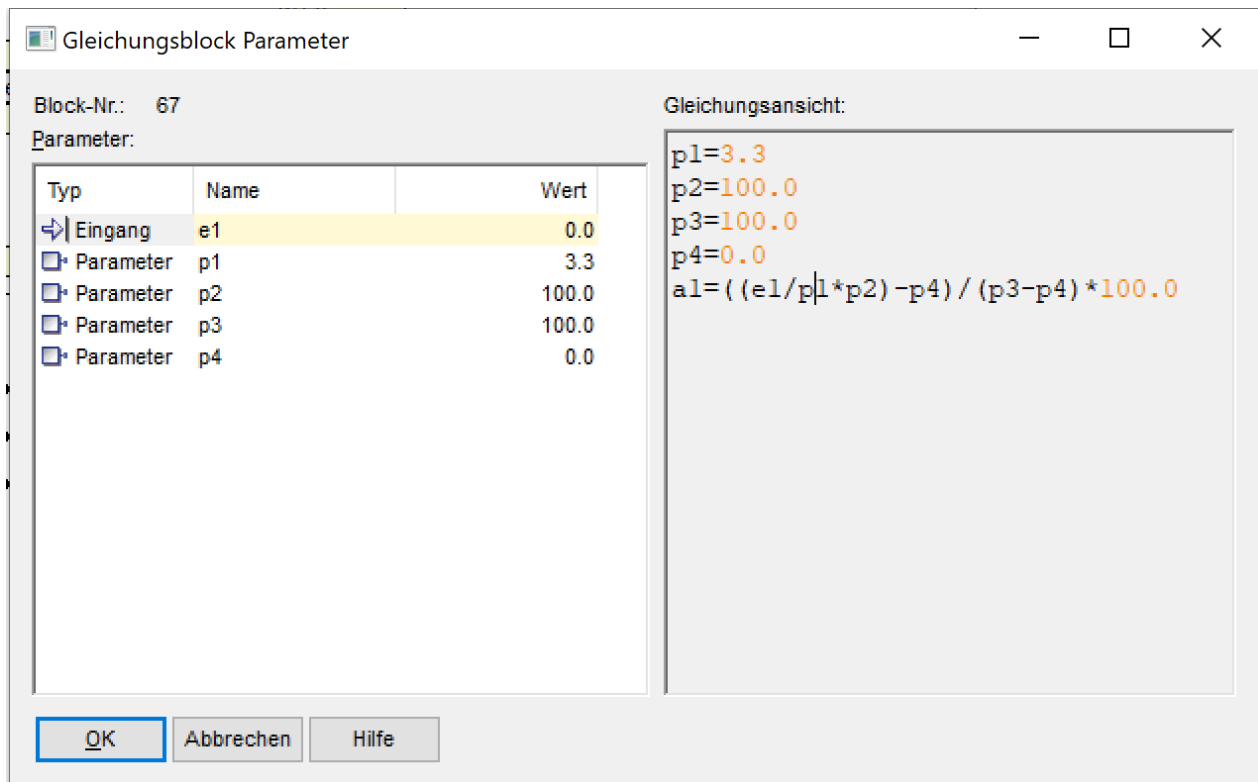 Gleichungsblock Parameter
Block-Nr.: 67
Parameter:
Typ Name Wert
Eingang e1 0.0
Parameter p1 3.3
Parameter p2 100.0
Parameter p3 100.0
Parameter p4 0.0
OK Abbrechen Hilfe
Gleichungsansicht:
p1=3.3
p2=100.0
p3=100.0
p4=0.0
a1=((e1/p1*p2)-p4)/(p3-p4)*100.0